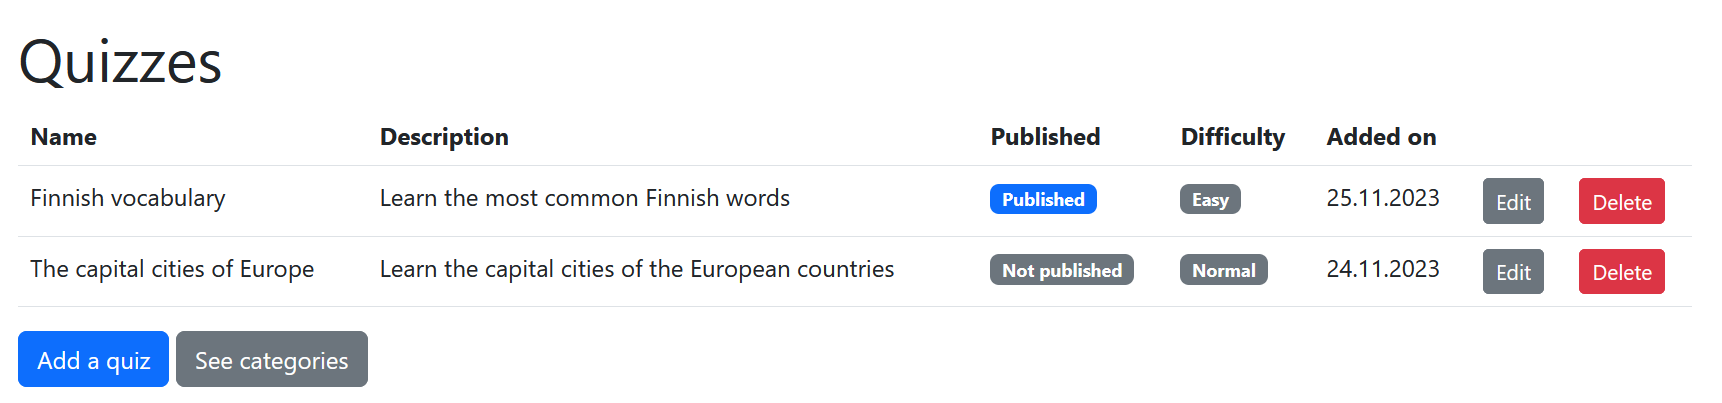 Quizzes
Name Description Published Difficulty Added on
Finnish vocabulary Learn the most common Finnish words Published Easy 25.11.2023 Edit Delete
The capital cities of Europe Learn the capital cities of the European countries Not published Normal 24.11.2023 Edit Delete
Add a quiz See categories